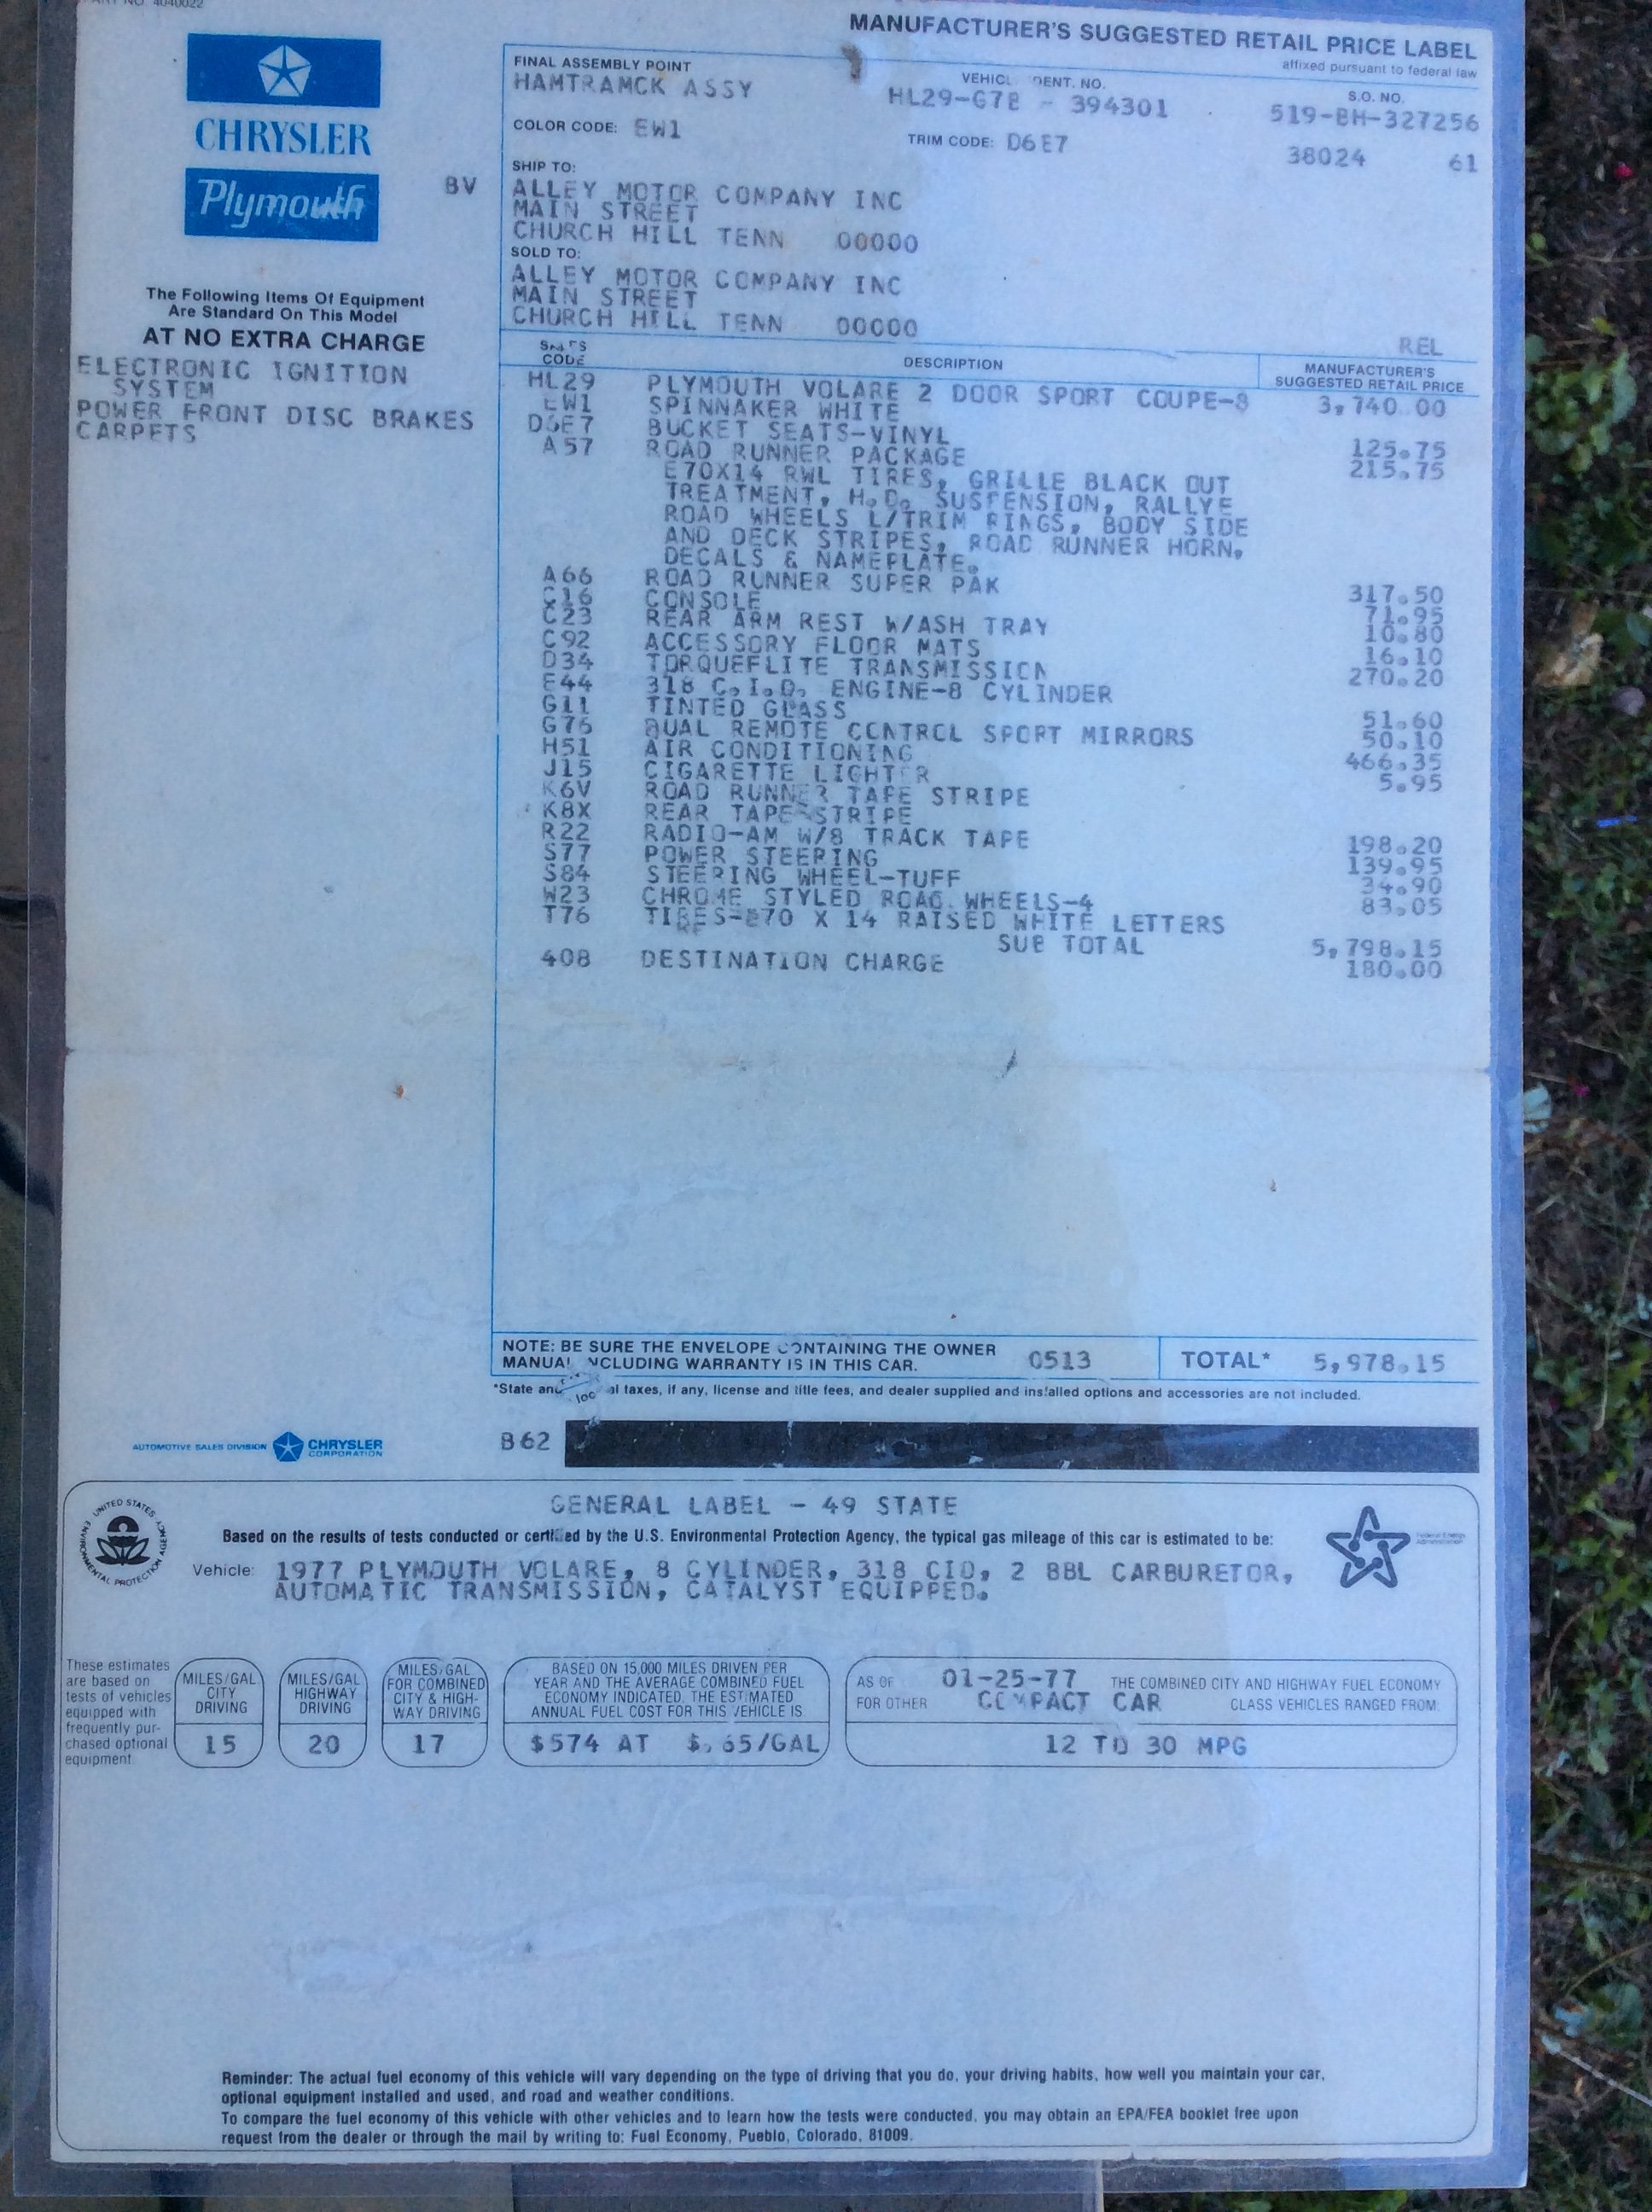 MANUFACTURER'S SUGGESTED RETAIL PRICE LABEL
affixed pursuant to federal law
CHRYSLER
Plymouth
BV
FINAL ASSEMBLY POINT
HAMTRAMCK ASSY
DENT. NO.
HL29-G7B - 394301
S.O. NO.
519-BH-327256
COLOR CODE: EW1
TRIM CODE: D6E7
38024 61
SHIP TO:
ALLEY MOTOR COMPANY INC
MAIN STREET
CHURCH HILL TENN 00000
SOLD TO:
ALLEY MOTOR COMPANY INC
MAIN STREET
CHURCH HILL TENN 00000
REL
The Following Items Of Equipment
Are Standard On This Model
AT NO EXTRA CHARGE
ELECTRONIC IGNITION
SYSTEM
POWER FRONT DISC BRAKES
CARPETS
SALES
CODE
DESCRIPTION
MANUFACTURER'S
SUGGESTED RETAIL PRICE
HL29 PLYMOUTH VOLARE 2 DOOR SPORT COUPE-8 3,740.00
EW1 SPINNAKER WHITE
D6E7 BUCKET SEATS-VINYL 125.75
A57 ROAD RUNNER PACKAGE 215.75
E70X14 RWL TIRES, GRILLE BLACK OUT
TREATMENT, H.D. SUSPENSION, RALLYE
ROAD WHEELS L/TRIM RINGS, BODY SIDE
AND DECK STRIPES, ROAD RUNNER HORN,
DECALS & NAMEPLATE.
A66 ROAD RUNNER SUPER PAK 317.50
C16 CONSOLE 71.95
C23 REAR ARM REST W/ASH TRAY 10.80
C92 ACCESSORY FLOOR MATS 16.10
D34 TORQUEFLITE TRANSMISSION 270.20
E44 318 C.I.D. ENGINE-8 CYLINDER
G11 TINTED GLASS 51.60
G76 DUAL REMOTE CONTROL SPORT MIRRORS 50.10
H51 AIR CONDITIONING 466.35
J15 CIGARETTE LIGHTER 5.95
K6V ROAD RUNNER TAPE STRIPE
K8X REAR TAPE STRIPE
R22 RADIO-AM W/8 TRACK TAPE 198.20
S77 POWER STEERING 139.95
S84 STEERING WHEEL-TUFF 34.90
W23 CHROME STYLED ROAD WHEELS-4 83.05
T76 TIRES-E70 X 14 RAISED WHITE LETTERS
SUB TOTAL 5,798.15
408 DESTINATION CHARGE 180.00
NOTE: BE SURE THE ENVELOPE CONTAINING THE OWNER
MANUAL INCLUDING WARRANTY IS IN THIS CAR.
0513
TOTAL* 5,978.15
*State and taxes, if any, license and title fees, and dealer supplied and installed options and accessories are not included.
AUTOMOTIVE SALES DIVISION
CHRYSLER
CORPORATION
B62
UNITED STATES ENVIRONMENTAL PROTECTION AGENCY
GENERAL LABEL - 49 STATE
Based on the results of tests conducted or certified by the U.S. Environmental Protection Agency, the typical gas mileage of this car is estimated to be:
Federal Energy
Administration
Vehicle: 1977 PLYMOUTH VOLARE, 8 CYLINDER, 318 CID, 2 BBL CARBURETOR,
AUTOMATIC TRANSMISSION, CATALYST EQUIPPED.
These estimates
are based on
tests of vehicles
equipped with
frequently pur-
chased optional
equipment
MILES/GAL
CITY
DRIVING
15
MILES/GAL
HIGHWAY
DRIVING
20
MILES/GAL
FOR COMBINED
CITY & HIGH-
WAY DRIVING
17
BASED ON 15,000 MILES DRIVEN PER
YEAR AND THE AVERAGE COMBINED FUEL
ECONOMY INDICATED, THE ESTIMATED
ANNUAL FUEL COST FOR THIS VEHICLE IS
$574 AT $.65/GAL
AS OF 01-25-77 THE COMBINED CITY AND HIGHWAY FUEL ECONOMY
FOR OTHER COMPACT CAR CLASS VEHICLES RANGED FROM:
12 TO 30 MPG
Reminder: The actual fuel economy of this vehicle will vary depending on the type of driving that you do, your driving habits, how well you maintain your car,
optional equipment installed and used, and road and weather conditions.
To compare the fuel economy of this vehicle with other vehicles and to learn how the tests were conducted, you may obtain an EPA/FEA booklet free upon
request from the dealer or through the mail by writing to: Fuel Economy, Pueblo, Colorado, 81009.